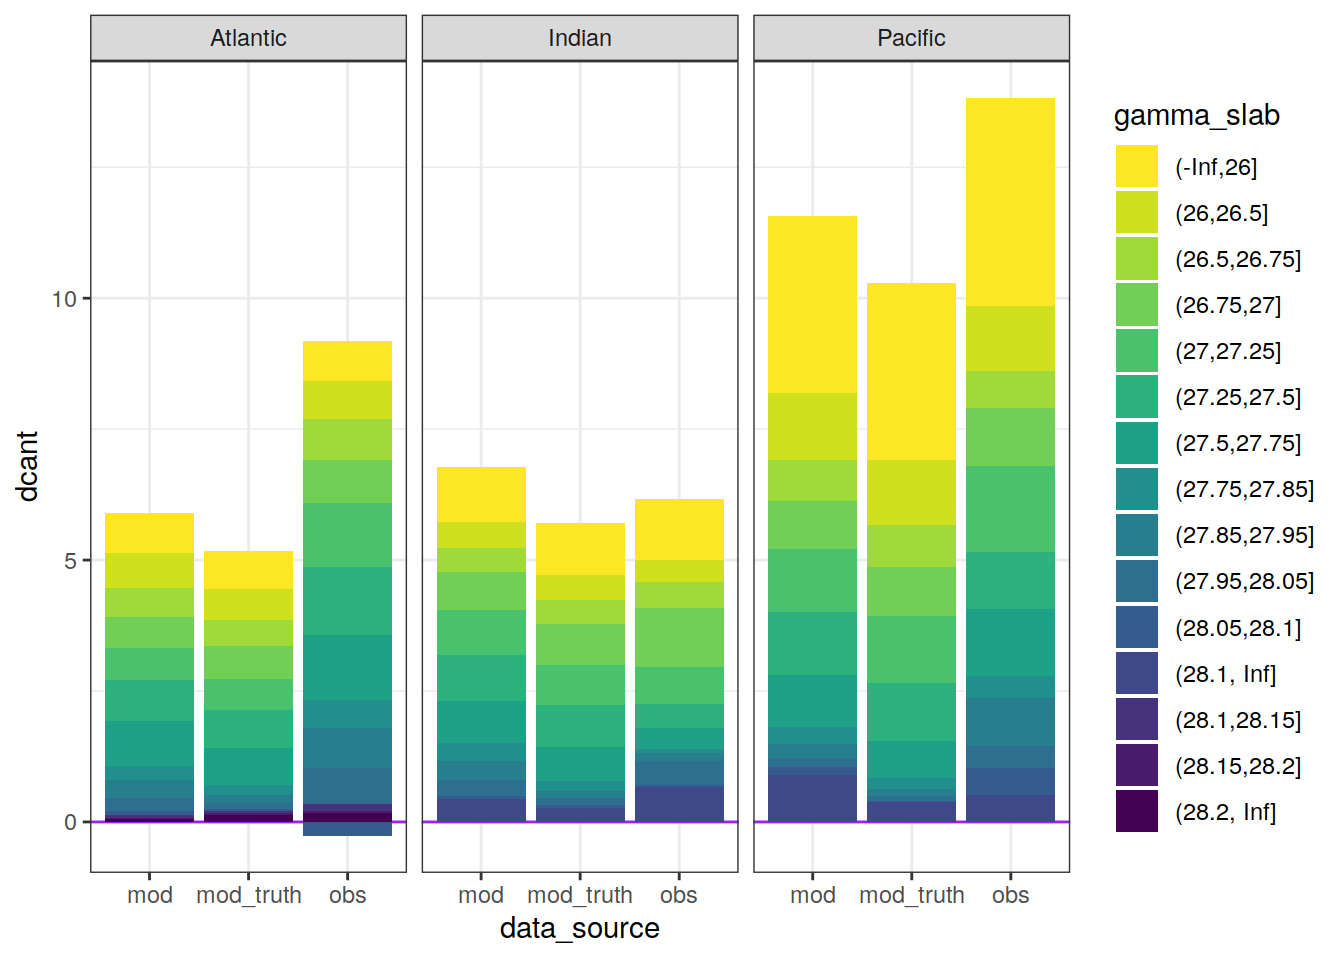 Atlantic
Indian
Pacific
10
5
0
dcant
mod
mod_truth
obs
mod
mod_truth
obs
mod
mod_truth
obs
data_source
gamma_slab
(-Inf,26]
(26,26.5]
(26.5,26.75]
(26.75,27]
(27,27.25]
(27.25,27.5]
(27.5,27.75]
(27.75,27.85]
(27.85,27.95]
(27.95,28.05]
(28.05,28.1]
(28.1, Inf]
(28.1,28.15]
(28.15,28.2]
(28.2, Inf]